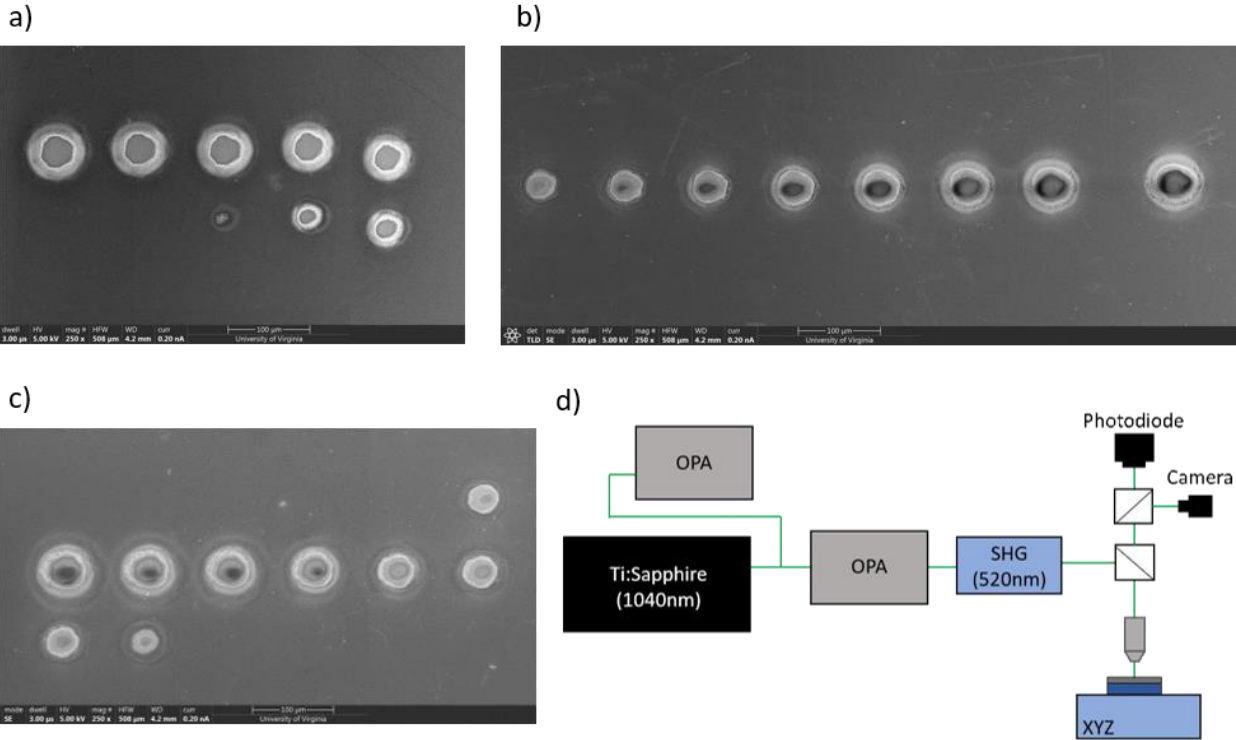 a)
b)
dwell HV mag HFW WD curr
3.00 µs 5.00 kV 250 x 508 µm 4.2 mm 0.20 nA
100 µm
University of Virginia
det mode dwell HV mag HFW WD curr
TLD SE 3.00 µs 5.00 kV 250 x 508 µm 4.2 mm 0.20 nA
100 µm
University of Virginia
c)
mode dwell HV mag HFW WD curr
SE 3.00 µs 5.00 kV 250 x 508 µm 4.2 mm 0.20 nA
100 µm
University of Virginia
d)
Photodiode
Camera
OPA
Ti:Sapphire
(1040nm)
OPA
SHG
(520nm)
XYZ